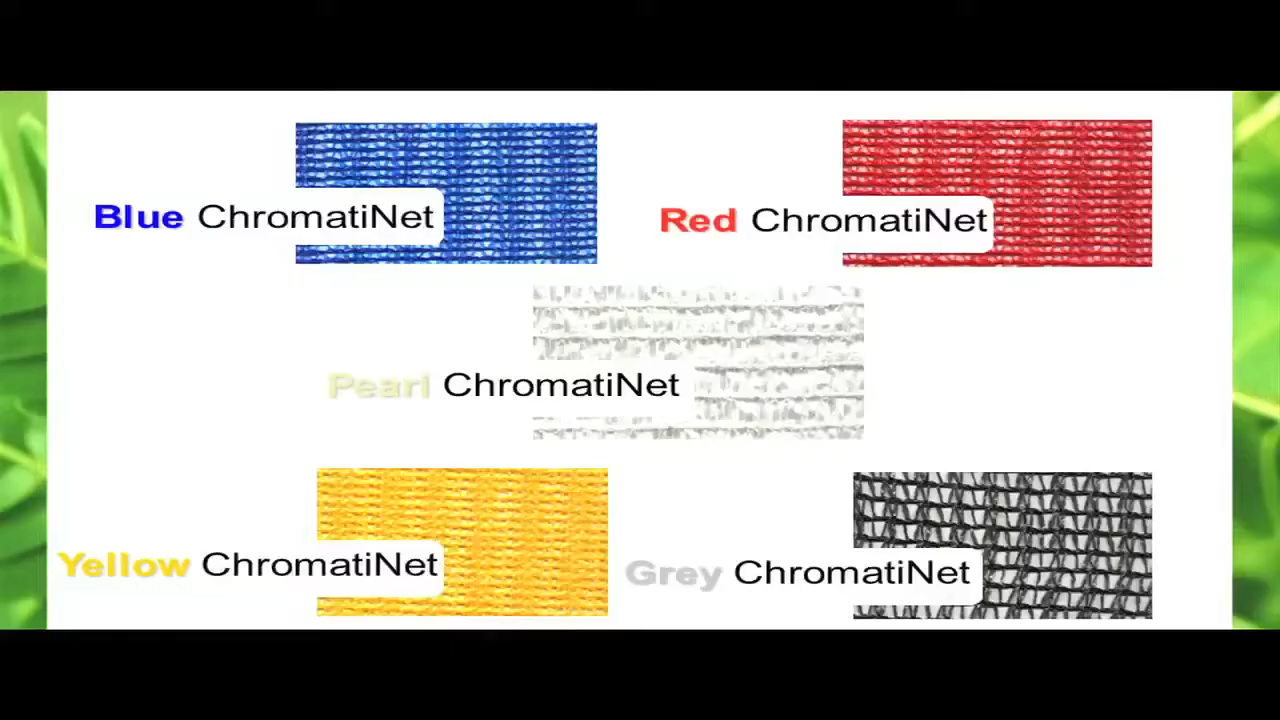 Blue ChromatiNet
Red ChromatiNet
Pearl ChromatiNet
Yellow ChromatiNet
Grey ChromatiNet